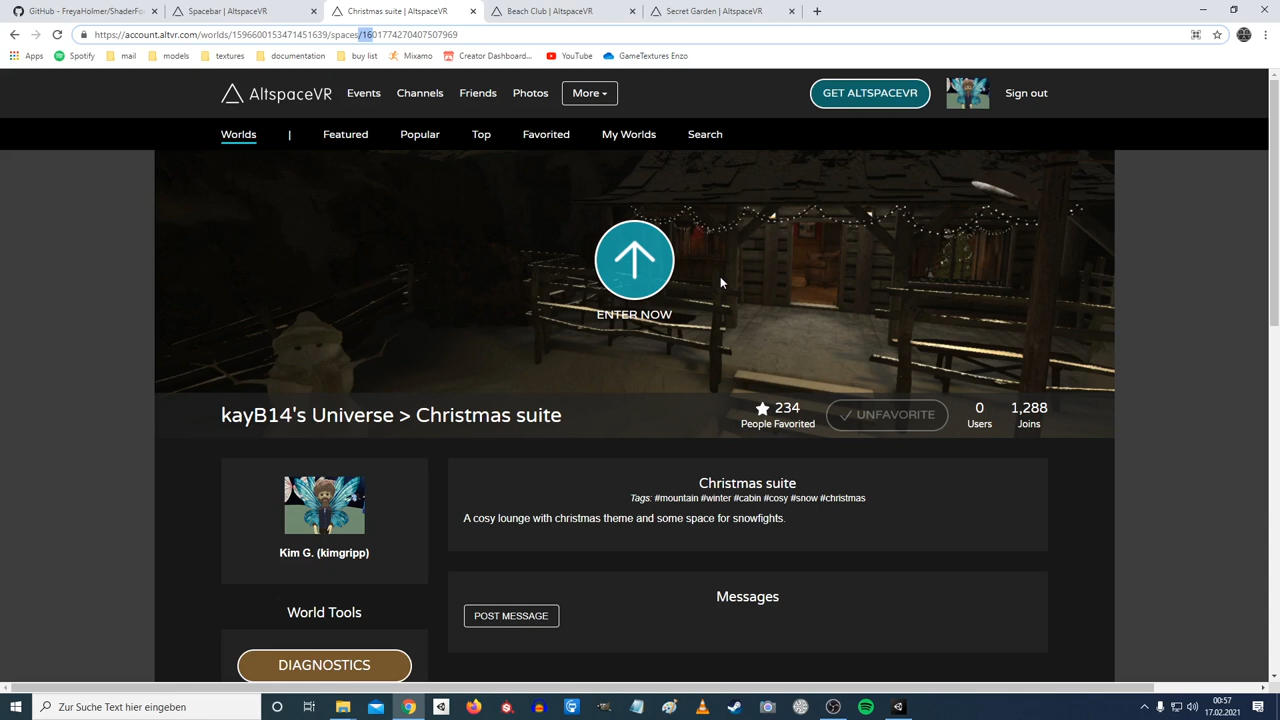 GitHub - FreyaHolmer/ShaderFo
Spacebar | AltspaceVR
Christmas suite | AltspaceVR
Beach Club | AltspaceVR
Secret Garden | AltspaceVR
https://account.altvr.com/worlds/1596600153471451639/spaces/1601774270407507969
Apps
Spotify
mail
models
textures
documentation
buy list
Mixamo
Creator Dashboard...
YouTube
GameTextures Enzo
AltspaceVR
Events
Channels
Friends
Photos
More
GET ALTSPACEVR
Sign out
Worlds
|
Featured
Popular
Top
Favorited
My Worlds
Search
ENTER NOW
kayB14's Universe > Christmas suite
234
People Favorited
UNFAVORITE
0
Users
1,288
Joins
Christmas suite
Tags: #mountain #winter #cabin #cosy #snow #christmas
A cosy lounge with christmas theme and some space for snowfights.
Kim G. (kimgripp)
Messages
POST MESSAGE
World Tools
DIAGNOSTICS
Zur Suche Text hier eingeben
00:57
17.02.2021